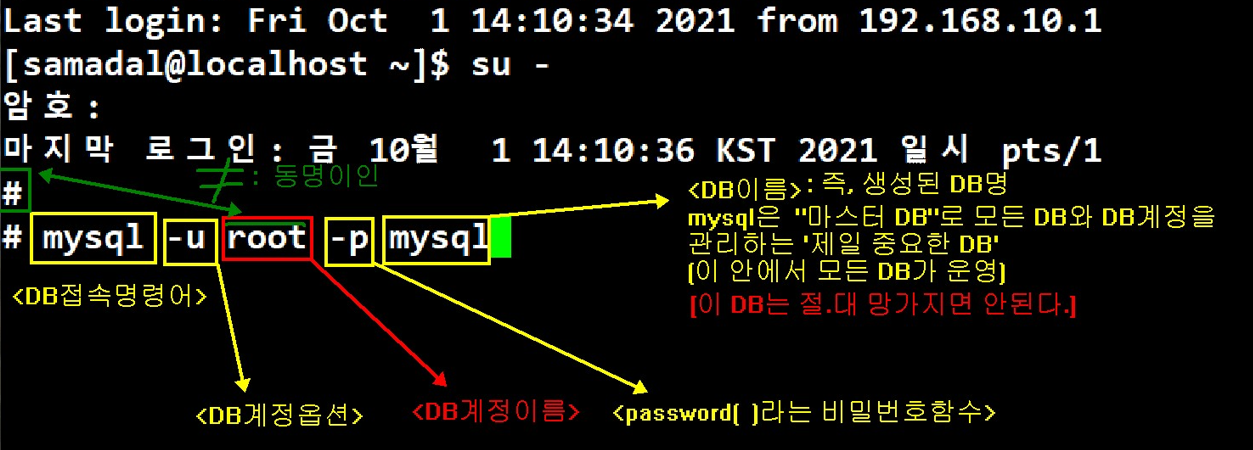 Last login: Fri Oct  1 14:10:34 2021 from 192.168.10.1
[samadal@localhost ~]$ su -
암호:
마지막 로그인: 금 10월  1 14:10:36 KST 2021 일시 pts/1
≠ : 동명이인
#
# mysql -u root -p mysql
<DB이름> : 즉, 생성된 DB명
mysql은 "마스터 DB"로 모든 DB와 DB계정을
관리하는 '제일 중요한 DB'
(이 안에서 모든 DB가 운영)
[이 DB는 절.대 망가지면 안된다.]
<DB접속명령어>
<DB계정옵션>
<DB계정이름>
<password( )라는 비밀번호함수>